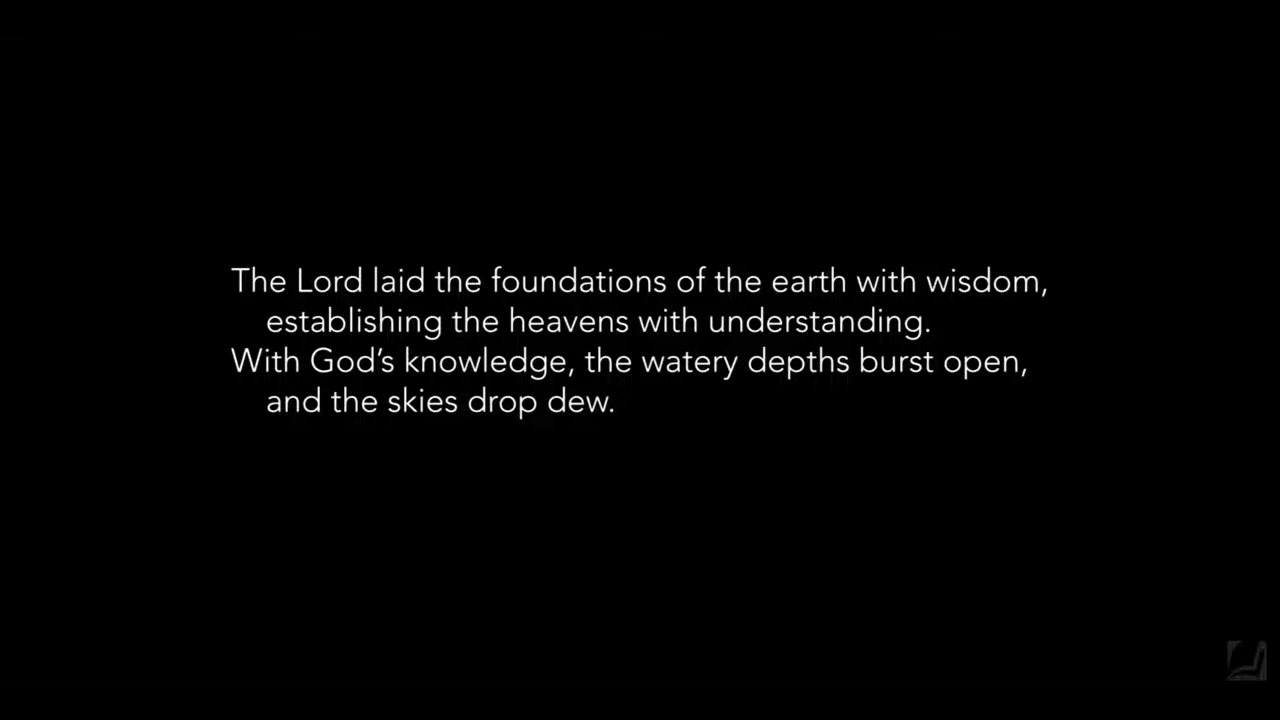 The Lord laid the foundations of the earth with wisdom,
establishing the heavens with understanding.
With God’s knowledge, the watery depths burst open,
and the skies drop dew.